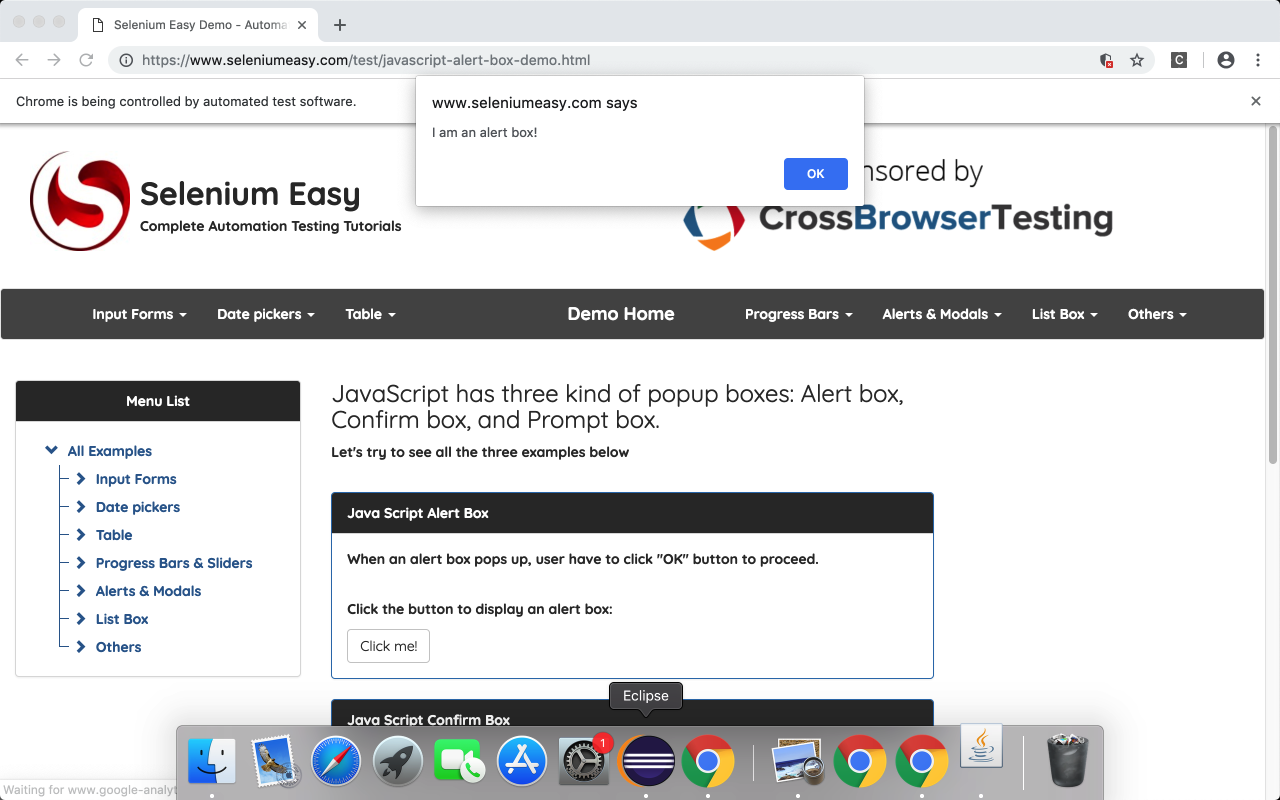 Selenium Easy Demo - Automa
https://www.seleniumeasy.com/test/javascript-alert-box-demo.html
C
Chrome is being controlled by automated test software.
www.seleniumeasy.com says
I am an alert box!
OK
Selenium Easy
Complete Automation Testing Tutorials
nsored by
CrossBrowserTesting
Input Forms
Date pickers
Table
Demo Home
Progress Bars
Alerts & Modals
List Box
Others
Menu List
All Examples
Input Forms
Date pickers
Table
Progress Bars & Sliders
Alerts & Modals
List Box
Others
JavaScript has three kind of popup boxes: Alert box,
Confirm box, and Prompt box.
Let's try to see all the three examples below
Java Script Alert Box
When an alert box pops up, user have to click "OK" button to proceed.
Click the button to display an alert box:
Click me!
Java Script Confirm Box
Eclipse
1
Waiting for www.google-analyt